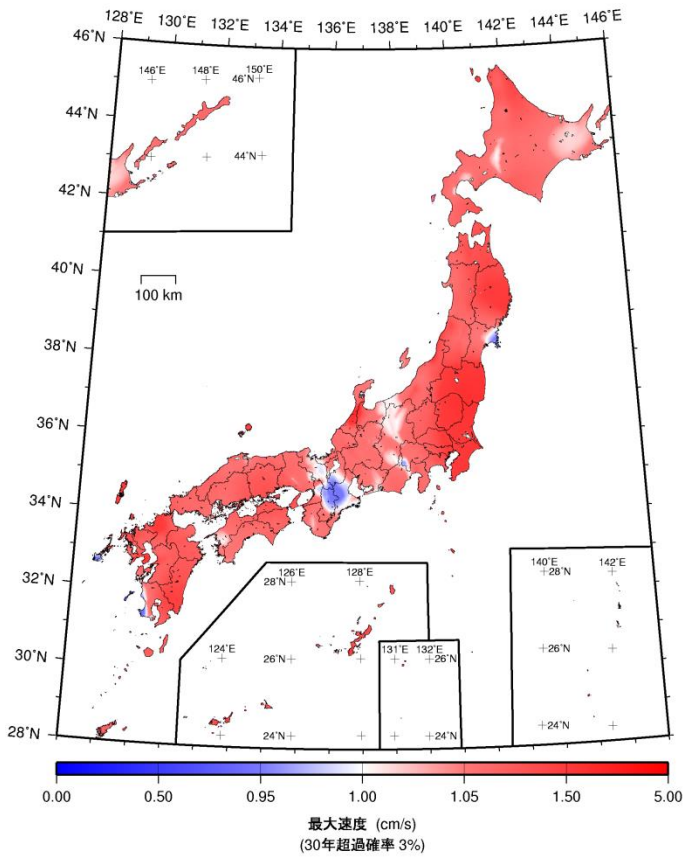 128˚E 130˚E 132˚E 134˚E 136˚E 138˚E 140˚E 142˚E 144˚E 146˚E
46˚N
146˚E 148˚E 150˚E
46˚N
44˚N
44˚N
42˚N
40˚N
100 km
38˚N
36˚N
34˚N
32˚N
126˚E 128˚E
28˚N
140˚E 142˚E
28˚N
30˚N
124˚E
26˚N
131˚E 132˚E
26˚N
26˚N
28˚N
24˚N
24˚N
24˚N
0.00 0.50 0.95 1.00 1.05 1.50 5.00
最大速度 (cm/s)
(30年超過確率 3%)